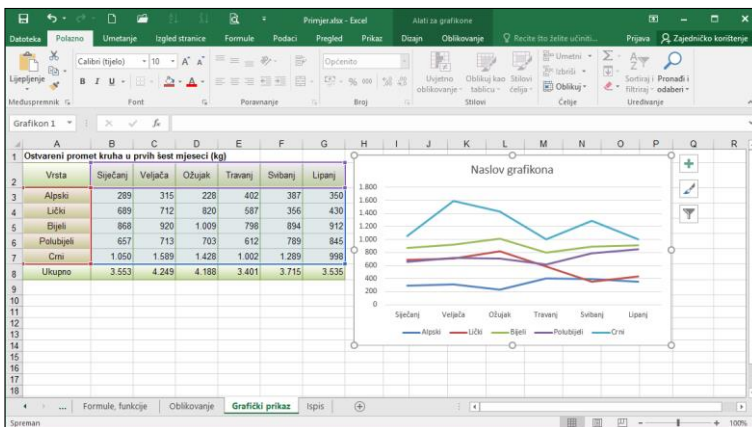 Primjer.xlsx - Excel
Alati za grafikone
Datoteka Polazno Umetanje Izgled stranice Formule Podaci Pregled Prikaz Dizajn Oblikovanje Recite što želite učiniti... Prijava Zajedničko korištenje
Lijepljenje
Calibri (tijelo) 10 A A
B I U A
Općenito
% 000
Uvjetno oblikovanje
Oblikuj kao tablicu
Stilovi ćelija
Umetni
Izbriši
Oblikuj
Sortiraj i filtriraj
Pronađi i odaberi
Međuspremnik Font Poravnanje Broj Stilovi Ćelije Uređivanje
Grafikon 1 fx
A B C D E F G H I J K L M N O P Q R
1 Ostvareni promet kruha u prvih šest mjeseci (kg)
2 Vrsta Siječanj Veljača Ožujak Travanj Svibanj Lipanj
3 Alpski 289 315 228 402 387 350
4 Lički 689 712 820 587 356 430
5 Bijeli 868 920 1.009 798 894 912
6 Polubijeli 657 713 703 612 789 845
7 Crni 1.050 1.589 1.428 1.002 1.289 998
8 Ukupno 3.553 4.249 4.188 3.401 3.715 3.535
9
10
11
12
13
14
15
16
17
18
Naslov grafikona
1.800
1.600
1.400
1.200
1.000
800
600
400
200
0
Siječanj Veljača Ožujak Travanj Svibanj Lipanj
Alpski Lički Bijeli Polubijeli Crni
... Formule, funkcije Oblikovanje Grafički prikaz Ispis
Spreman 100%